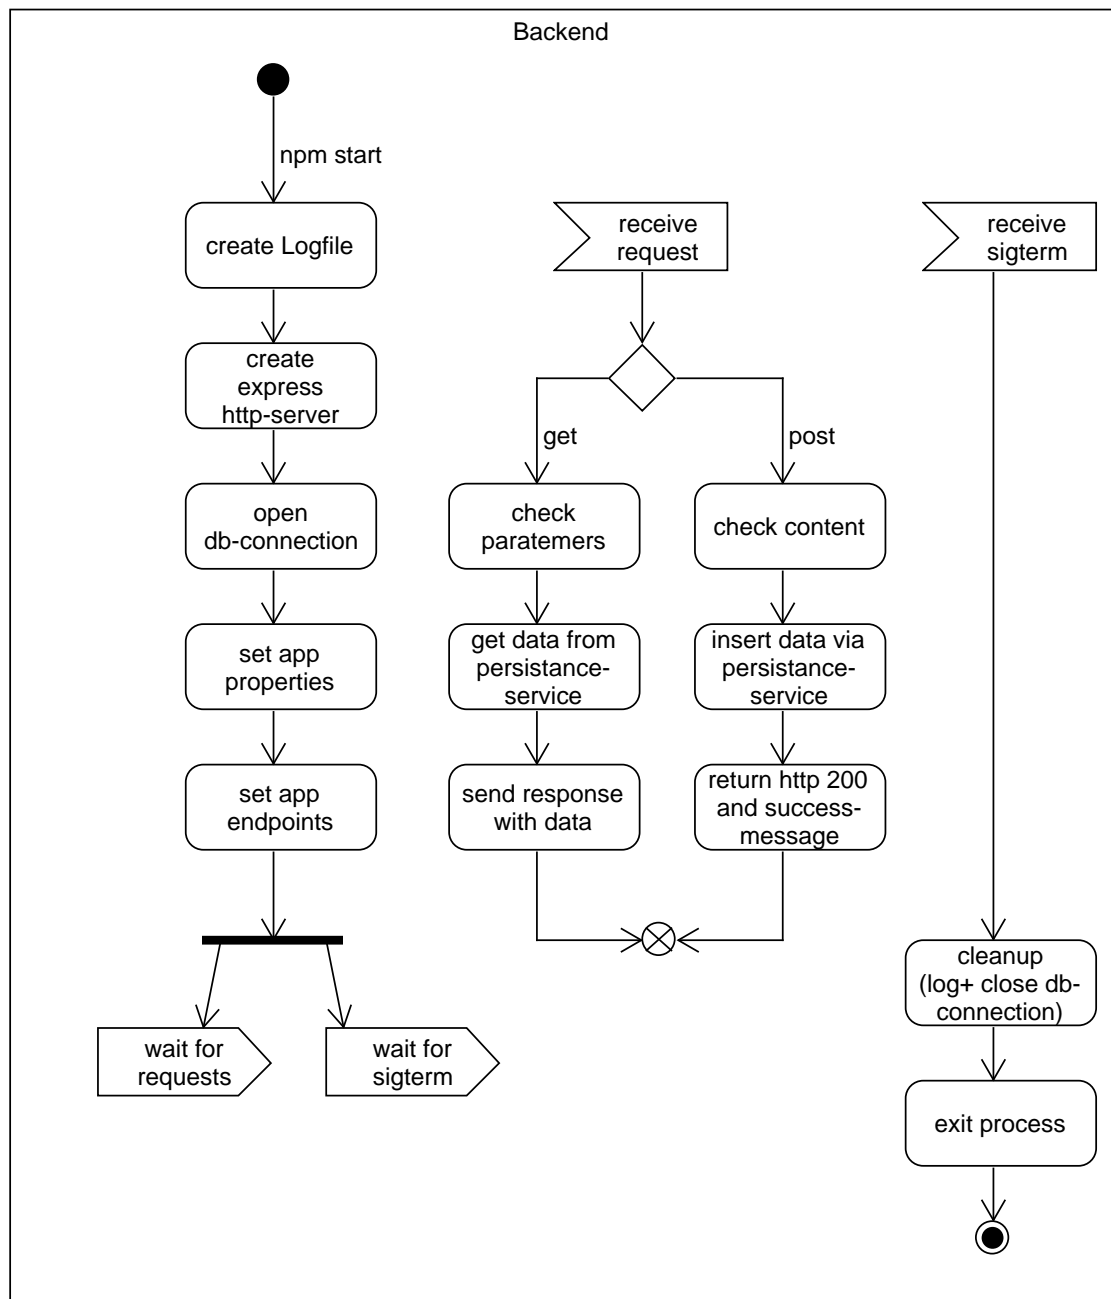 Backend
npm start
create Logfile
create
express
http-server
open
db-connection
set app
properties
set app
endpoints
wait for
requests
wait for
sigterm
receive
request
get
post
check
paratemers
check content
get data from
persistance-
service
insert data via
persistance-
service
send response
with data
return http 200
and success-
message
receive
sigterm
cleanup
(log+ close db-
connection)
exit process